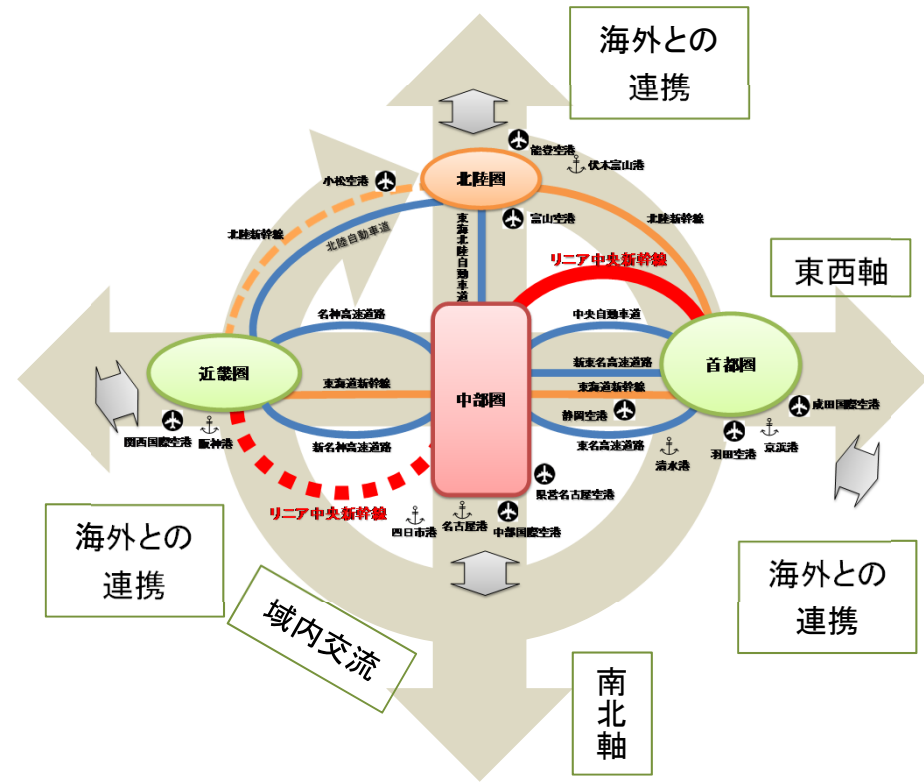 海外との
連携
能登空港
伏木富山港
小松空港
北陸圏
富山空港
北陸新幹線
北陸自動車道
東海北陸自動車道
北陸新幹線
リニア中央新幹線
東西軸
名神高速道路
中央自動車道
近畿圏
東海道新幹線
中部圏
新東名高速道路
東海道新幹線
首都圏
関西国際空港
阪神港
新名神高速道路
静岡空港
東名高速道路
清水港
成田国際空港
羽田空港
京浜港
リニア中央新幹線
県営名古屋空港
四日市港
名古屋港
中部国際空港
海外との
連携
海外との
連携
域内交流
南北軸